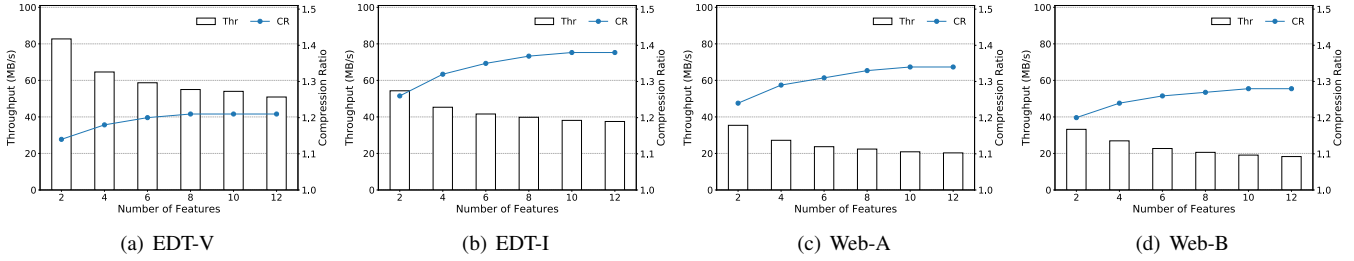 Thr CR
Throughput (MB/s)
100
80
60
40
20
0
2 4 6 8 10 12
Number of Features
1.5
1.4
1.3
1.2
1.1
1.0
Compression Ratio
(a) EDT-V
Thr CR
Throughput (MB/s)
100
80
60
40
20
0
2 4 6 8 10 12
Number of Features
1.5
1.4
1.3
1.2
1.1
1.0
Compression Ratio
(b) EDT-I
Thr CR
Throughput (MB/s)
100
80
60
40
20
0
2 4 6 8 10 12
Number of Features
1.5
1.4
1.3
1.2
1.1
1.0
Compression Ratio
(c) Web-A
Thr CR
Throughput (MB/s)
100
80
60
40
20
0
2 4 6 8 10 12
Number of Features
1.5
1.4
1.3
1.2
1.1
1.0
Compression Ratio
(d) Web-B